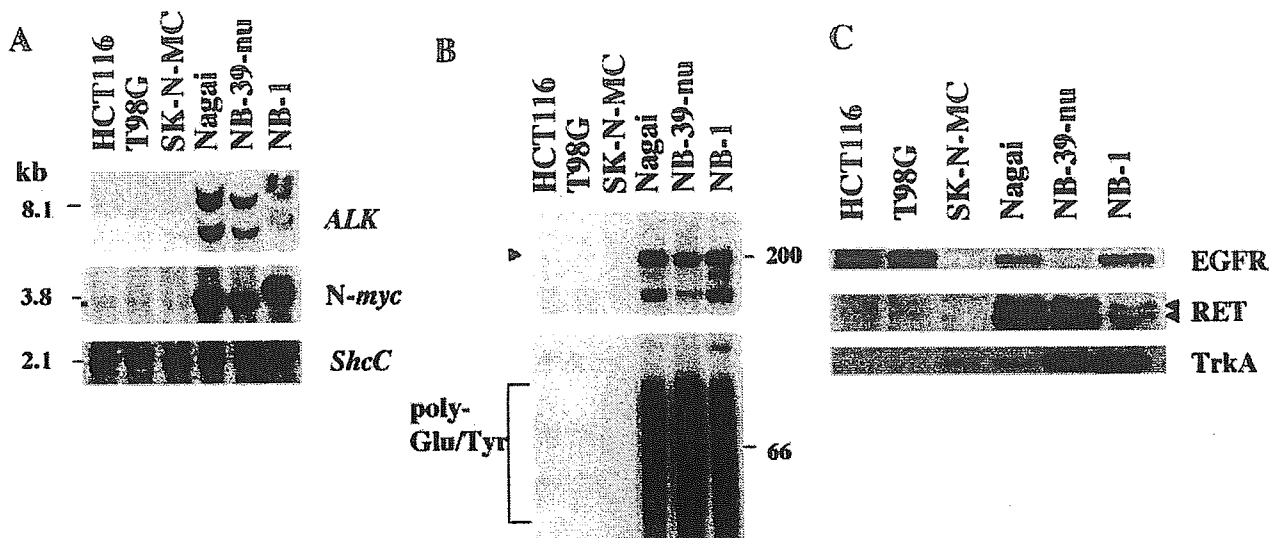 A
HCT116
T98G
SK-N-MC
Nagai
NB-39-nu
NB-1
kb
8.1
ALK
3.8
N-myc
2.1
ShcC
B
HCT116
T98G
SK-N-MC
Nagai
NB-39-nu
NB-1
200
poly-
Glu/Tyr
66
C
HCT116
T98G
SK-N-MC
Nagai
NB-39-nu
NB-1
EGFR
RET
TrkA